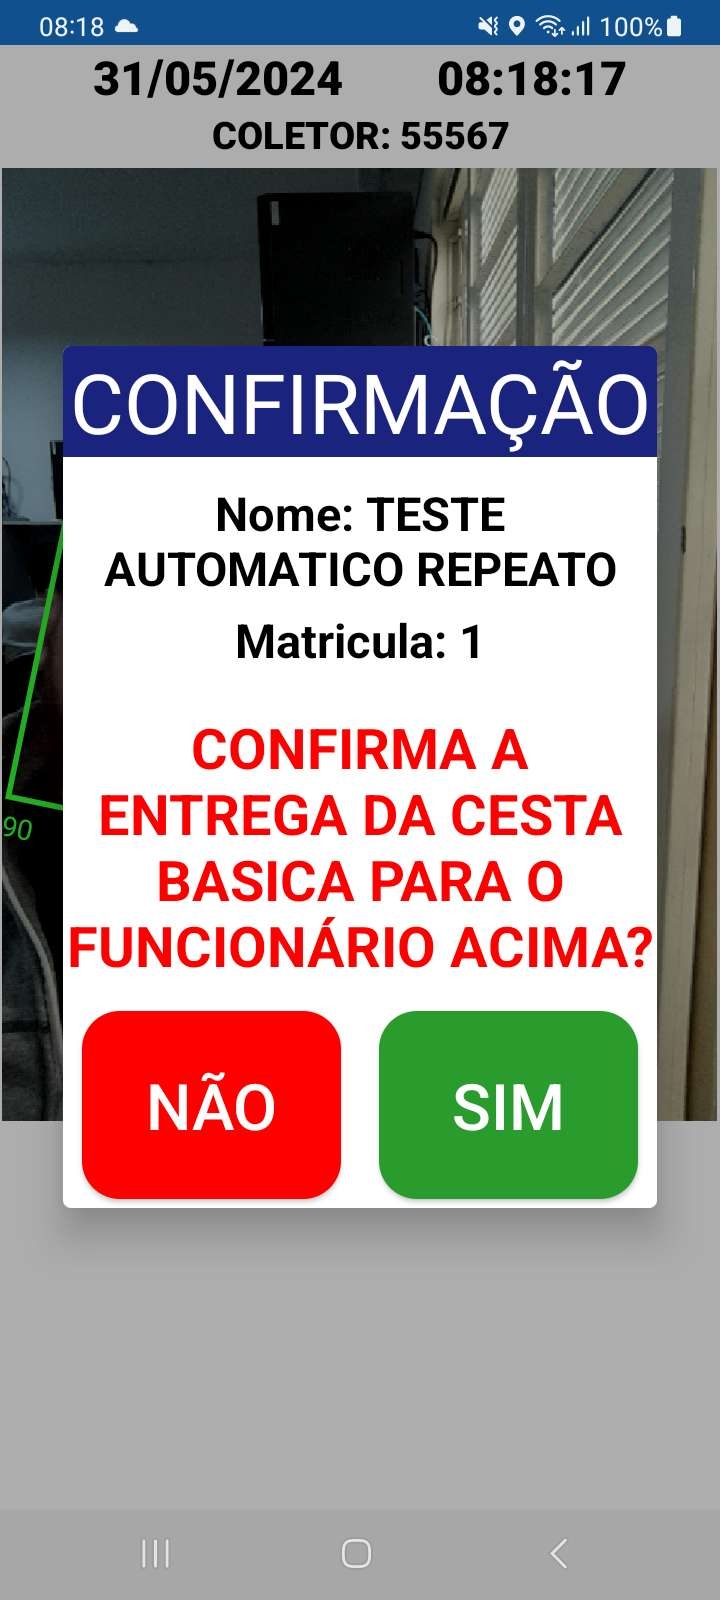 08:18 100%
31/05/2024 08:18:17
COLETOR: 55567
CONFIRMAÇÃO
Nome: TESTE
AUTOMATICO REPEATO
Matricula: 1
CONFIRMA A
ENTREGA DA CESTA
BASICA PARA O
FUNCIONÁRIO ACIMA?
90
NÃO SIM